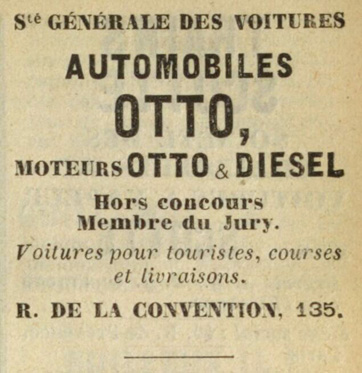 Sté GÉNÉRALE DES VOITURES
AUTOMOBILES
OTTO,
MOTEURS OTTO & DIESEL
Hors concours
Membre du Jury.
Voitures pour touristes, courses
et livraisons.
R. DE LA CONVENTION, 135.